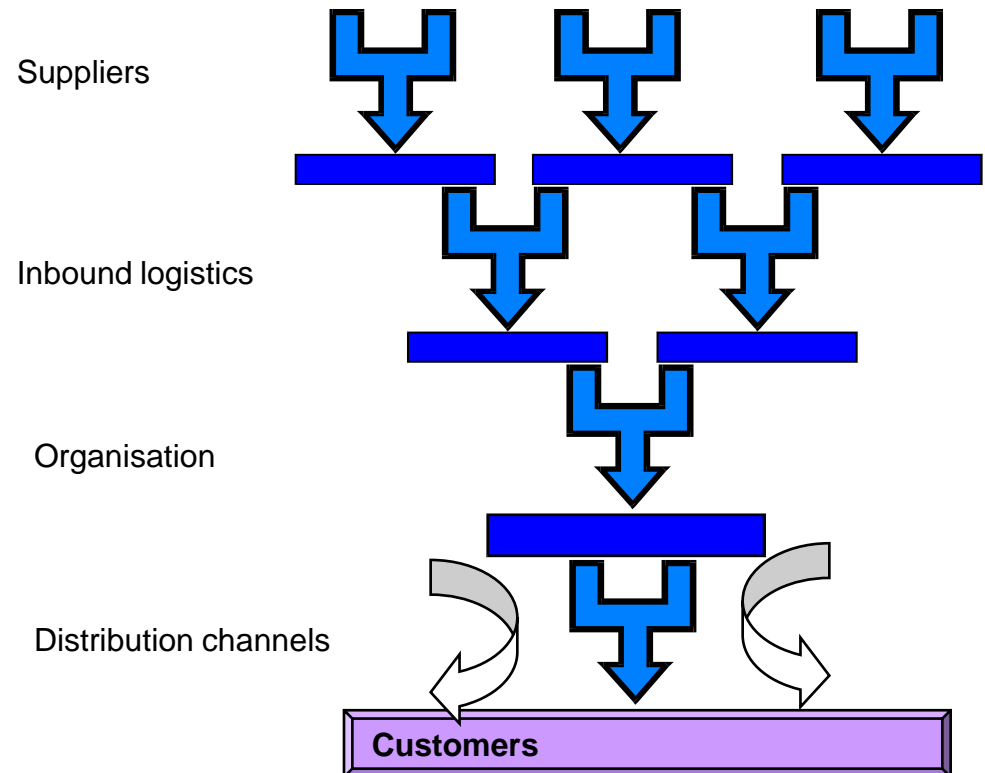 Suppliers
Inbound logistics
Organisation
Distribution channels
Customers